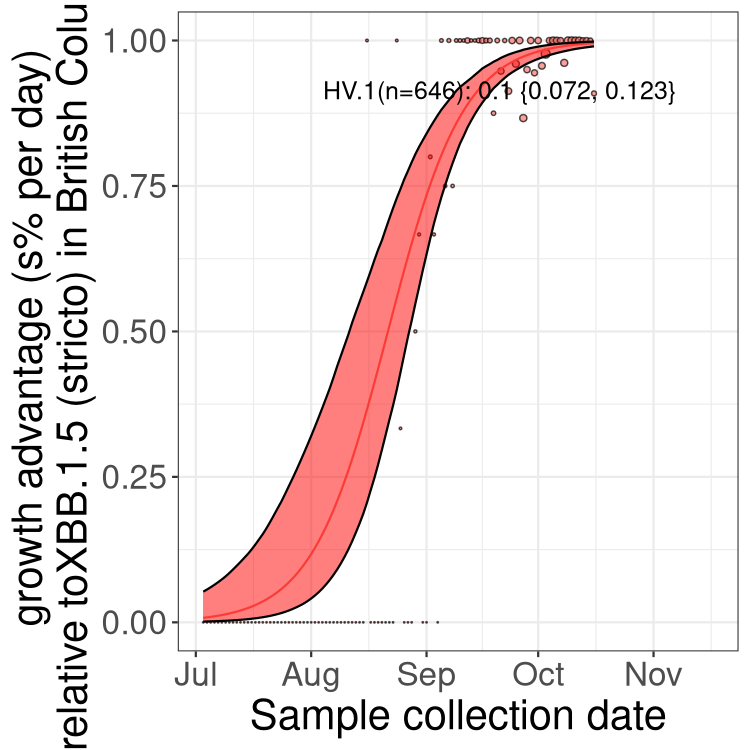 growth advantage (s% per day)
relative toXBB.1.5 (stricto) in British Colu
1.00
0.75
0.50
0.25
0.00
HV.1(n=646): 0.1 {0.072, 0.123}
Jul Aug Sep Oct Nov
Sample collection date